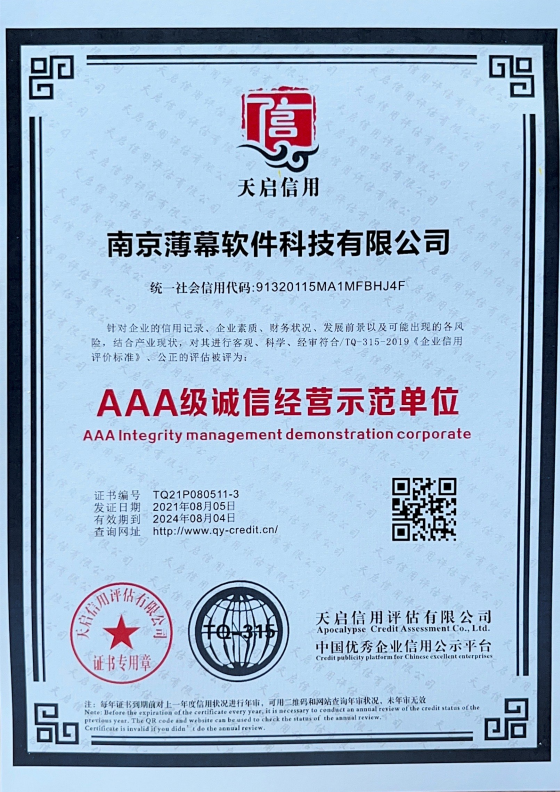 信
天启信用
南京薄幕软件科技有限公司
统一社会信用代码:91320115MA1MFBHJ4F
针对企业的信用记录、企业素质、财务状况、发展前景以及可能出现的各风
险，结合产业现状，对其进行客观、科学、经审符合/TQ-315-2019《企业信用
评价标准》、公正的评估被评为:
AAA级诚信经营示范单位
AAA Integrity management demonstration corporate
证书编号 TQ21P080511-3
发证日期 2021年08月05日
有效期到 2024年08月04日
查询网址 http://www.qy-credit.cn/
天启信用评估有限公司
证书专用章
TQ-315
天启信用评估有限公司
Apocalypse Credit Assessment Co., Ltd.
中国优秀企业信用公示平台
Credit publicity platform for Chinese excellent enterprises
注: 每年证书到期前对上一年度信用状况进行年审，可用二维码和网站查询年审状况，未年审无效
Note: Before the expiration of the certificate every year, it is necessary to conduct an annual review of the credit status of the
previous year. The QR code and website can be used to check the status of the annual review.
Certificate is invalid if you didn't do the annual review.